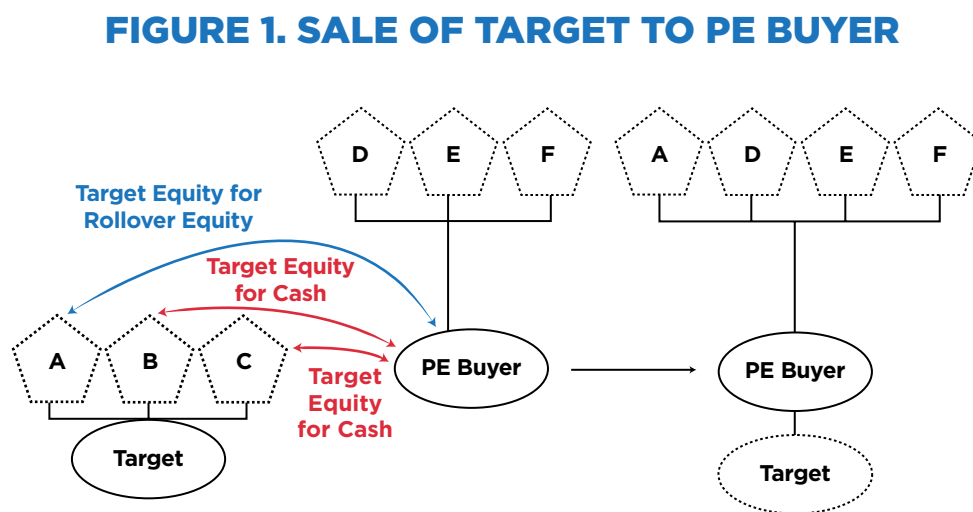 FIGURE 1. SALE OF TARGET TO PE BUYER
D
E
F
A
D
E
F
Target Equity for
Rollover Equity
Target Equity
for Cash
A
B
C
PE Buyer
PE Buyer
Target
Equity
for Cash
Target
Target